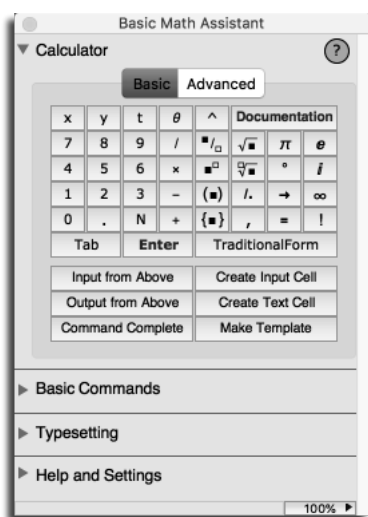 Basic Math Assistant
Calculator ?
Basic Advanced
x y t θ ^ Documentation
7 8 9 / ■/□ √■ π e
4 5 6 × ■□ □√■ ° i
1 2 3 − (■) /. → ∞
0 . N + {■} , = !
Tab Enter TraditionalForm
Input from Above Create Input Cell
Output from Above Create Text Cell
Command Complete Make Template
Basic Commands
Typesetting
Help and Settings
100%